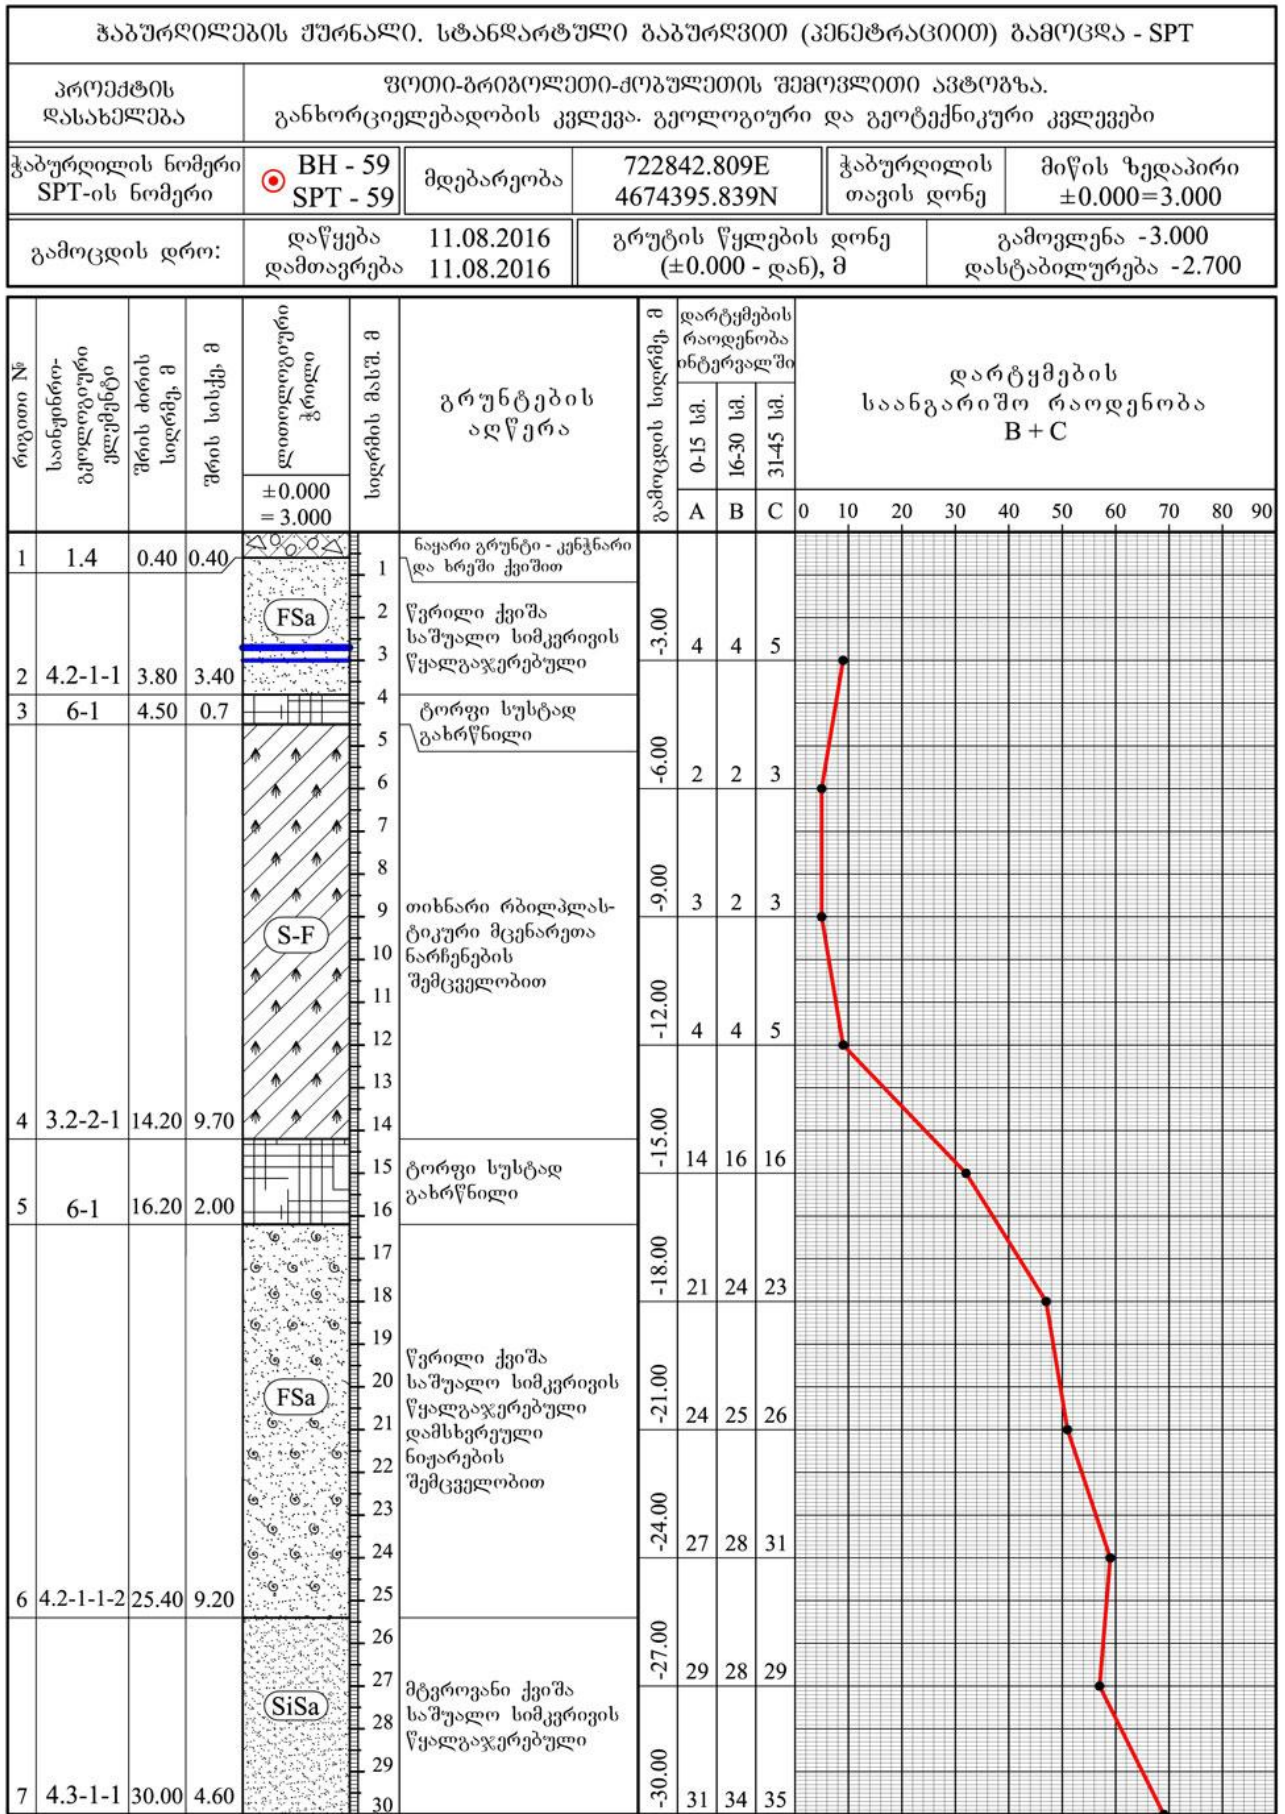 ჭაბურღილების ჟურნალი. სტანდარტული გაბურღვით (პენეტრაციით) გამოცდა - SPT
პროექტის
დასახელება
ფოთი-გრიგოლეთი-ქობულეთის შემოვლითი ავტოგზა.
განხორციელებადობის კვლევა. გეოლოგიური და გეოტექნიკური კვლევები
ჭაბურღილის ნომერი
SPT-ის ნომერი
BH - 59
SPT - 59
მდებარეობა
722842.809E
4674395.839N
ჭაბურღილის
თავის დონე
მიწის ზედაპირი
±0.000=3.000
გამოცდის დრო:
დაწყება 11.08.2016
დამთავრება 11.08.2016
გრუტის წყლების დონე
(±0.000 - დან), მ
გამოვლენა -3.000
დასტაბილურება -2.700
რიგითი №
საინჟინრო-
გეოლოგიური
ელემენტი
შრის ძირის
სიღრმე, მ
შრის სისქე, მ
ლითოლოგიური
ჭრილი
±0.000
= 3.000
სიღრმის მასშ. მ
გრუნტების
აღწერა
გამოცდის სიღრმე, მ
დარტყმების
რაოდენობა
ინტერვალში
0-15 სმ.
16-30 სმ.
31-45 სმ.
A B C
დარტყმების
საანგარიშო რაოდენობა
B + C
0 10 20 30 40 50 60 70 80 90
1 1.4 0.40 0.40
ნაყარი გრუნტი - კენჭნარი
და ხრეში ქვიშით
2 4.2-1-1 3.80 3.40
FSa
წვრილი ქვიშა
საშუალო სიმკვრივის
წყალგაჯერებული
3 6-1 4.50 0.7
ტორფი სუსტად
გახრწნილი
4 3.2-2-1 14.20 9.70
S-F
თიხნარი რბილპლას-
ტიკური მცენარეთა
ნარჩენების
შემცველობით
5 6-1 16.20 2.00
ტორფი სუსტად
გახრწნილი
6 4.2-1-1-2 25.40 9.20
FSa
წვრილი ქვიშა
საშუალო სიმკვრივის
წყალგაჯერებული
დამსხვრეული
ნიჟარების
შემცველობით
7 4.3-1-1 30.00 4.60
SiSa
მტვროვანი ქვიშა
საშუალო სიმკვრივის
წყალგაჯერებული
1
2
3
4
5
6
7
8
9
10
11
12
13
14
15
16
17
18
19
20
21
22
23
24
25
26
27
28
29
30
-3.00 4 4 5
-6.00 2 2 3
-9.00 3 2 3
-12.00 4 4 5
-15.00 14 16 16
-18.00 21 24 23
-21.00 24 25 26
-24.00 27 28 31
-27.00 29 28 29
-30.00 31 34 35